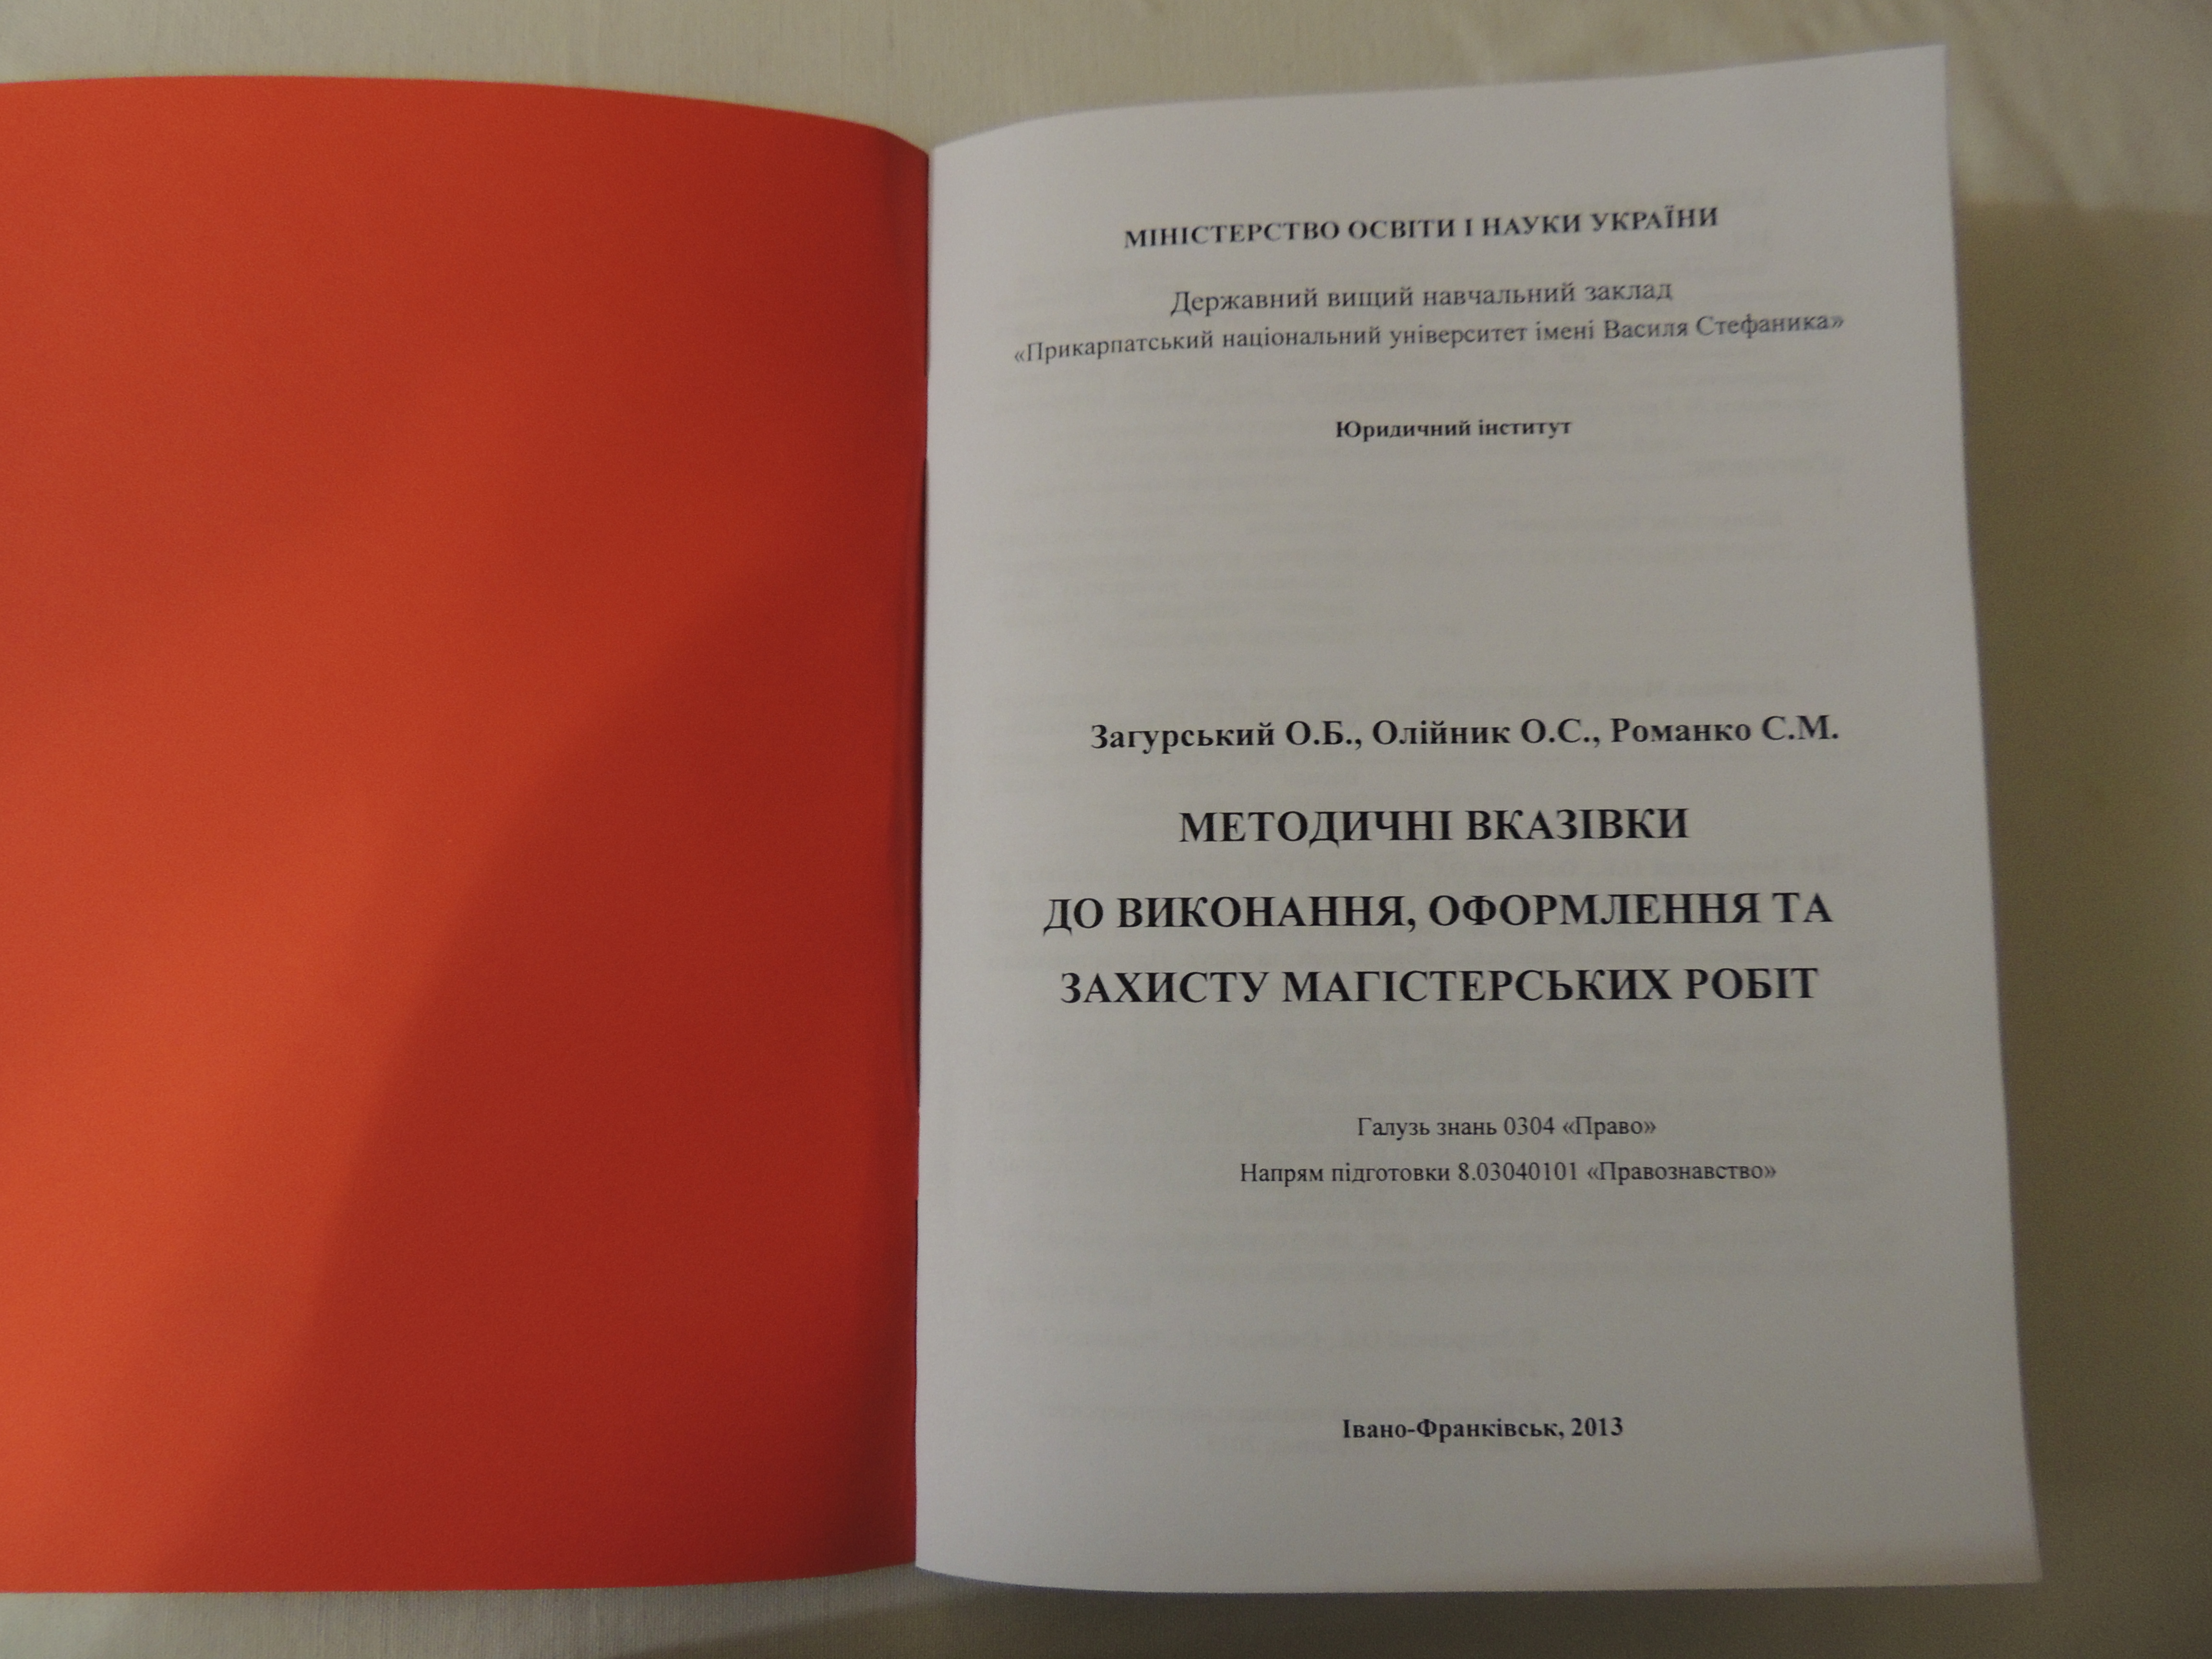 МІНІСТЕРСТВО ОСВІТИ І НАУКИ УКРАЇНИ
Державний вищий навчальний заклад
«Прикарпатський національний університет імені Василя Стефаника»
Юридичний інститут
Загурський О.Б., Олійник О.С., Романко С.М.
МЕТОДИЧНІ ВКАЗІВКИ
ДО ВИКОНАННЯ, ОФОРМЛЕННЯ ТА
ЗАХИСТУ МАГІСТЕРСЬКИХ РОБІТ
Галузь знань 0304 «Право»
Напрям підготовки 8.03040101 «Правознавство»
Івано-Франківськ, 2013